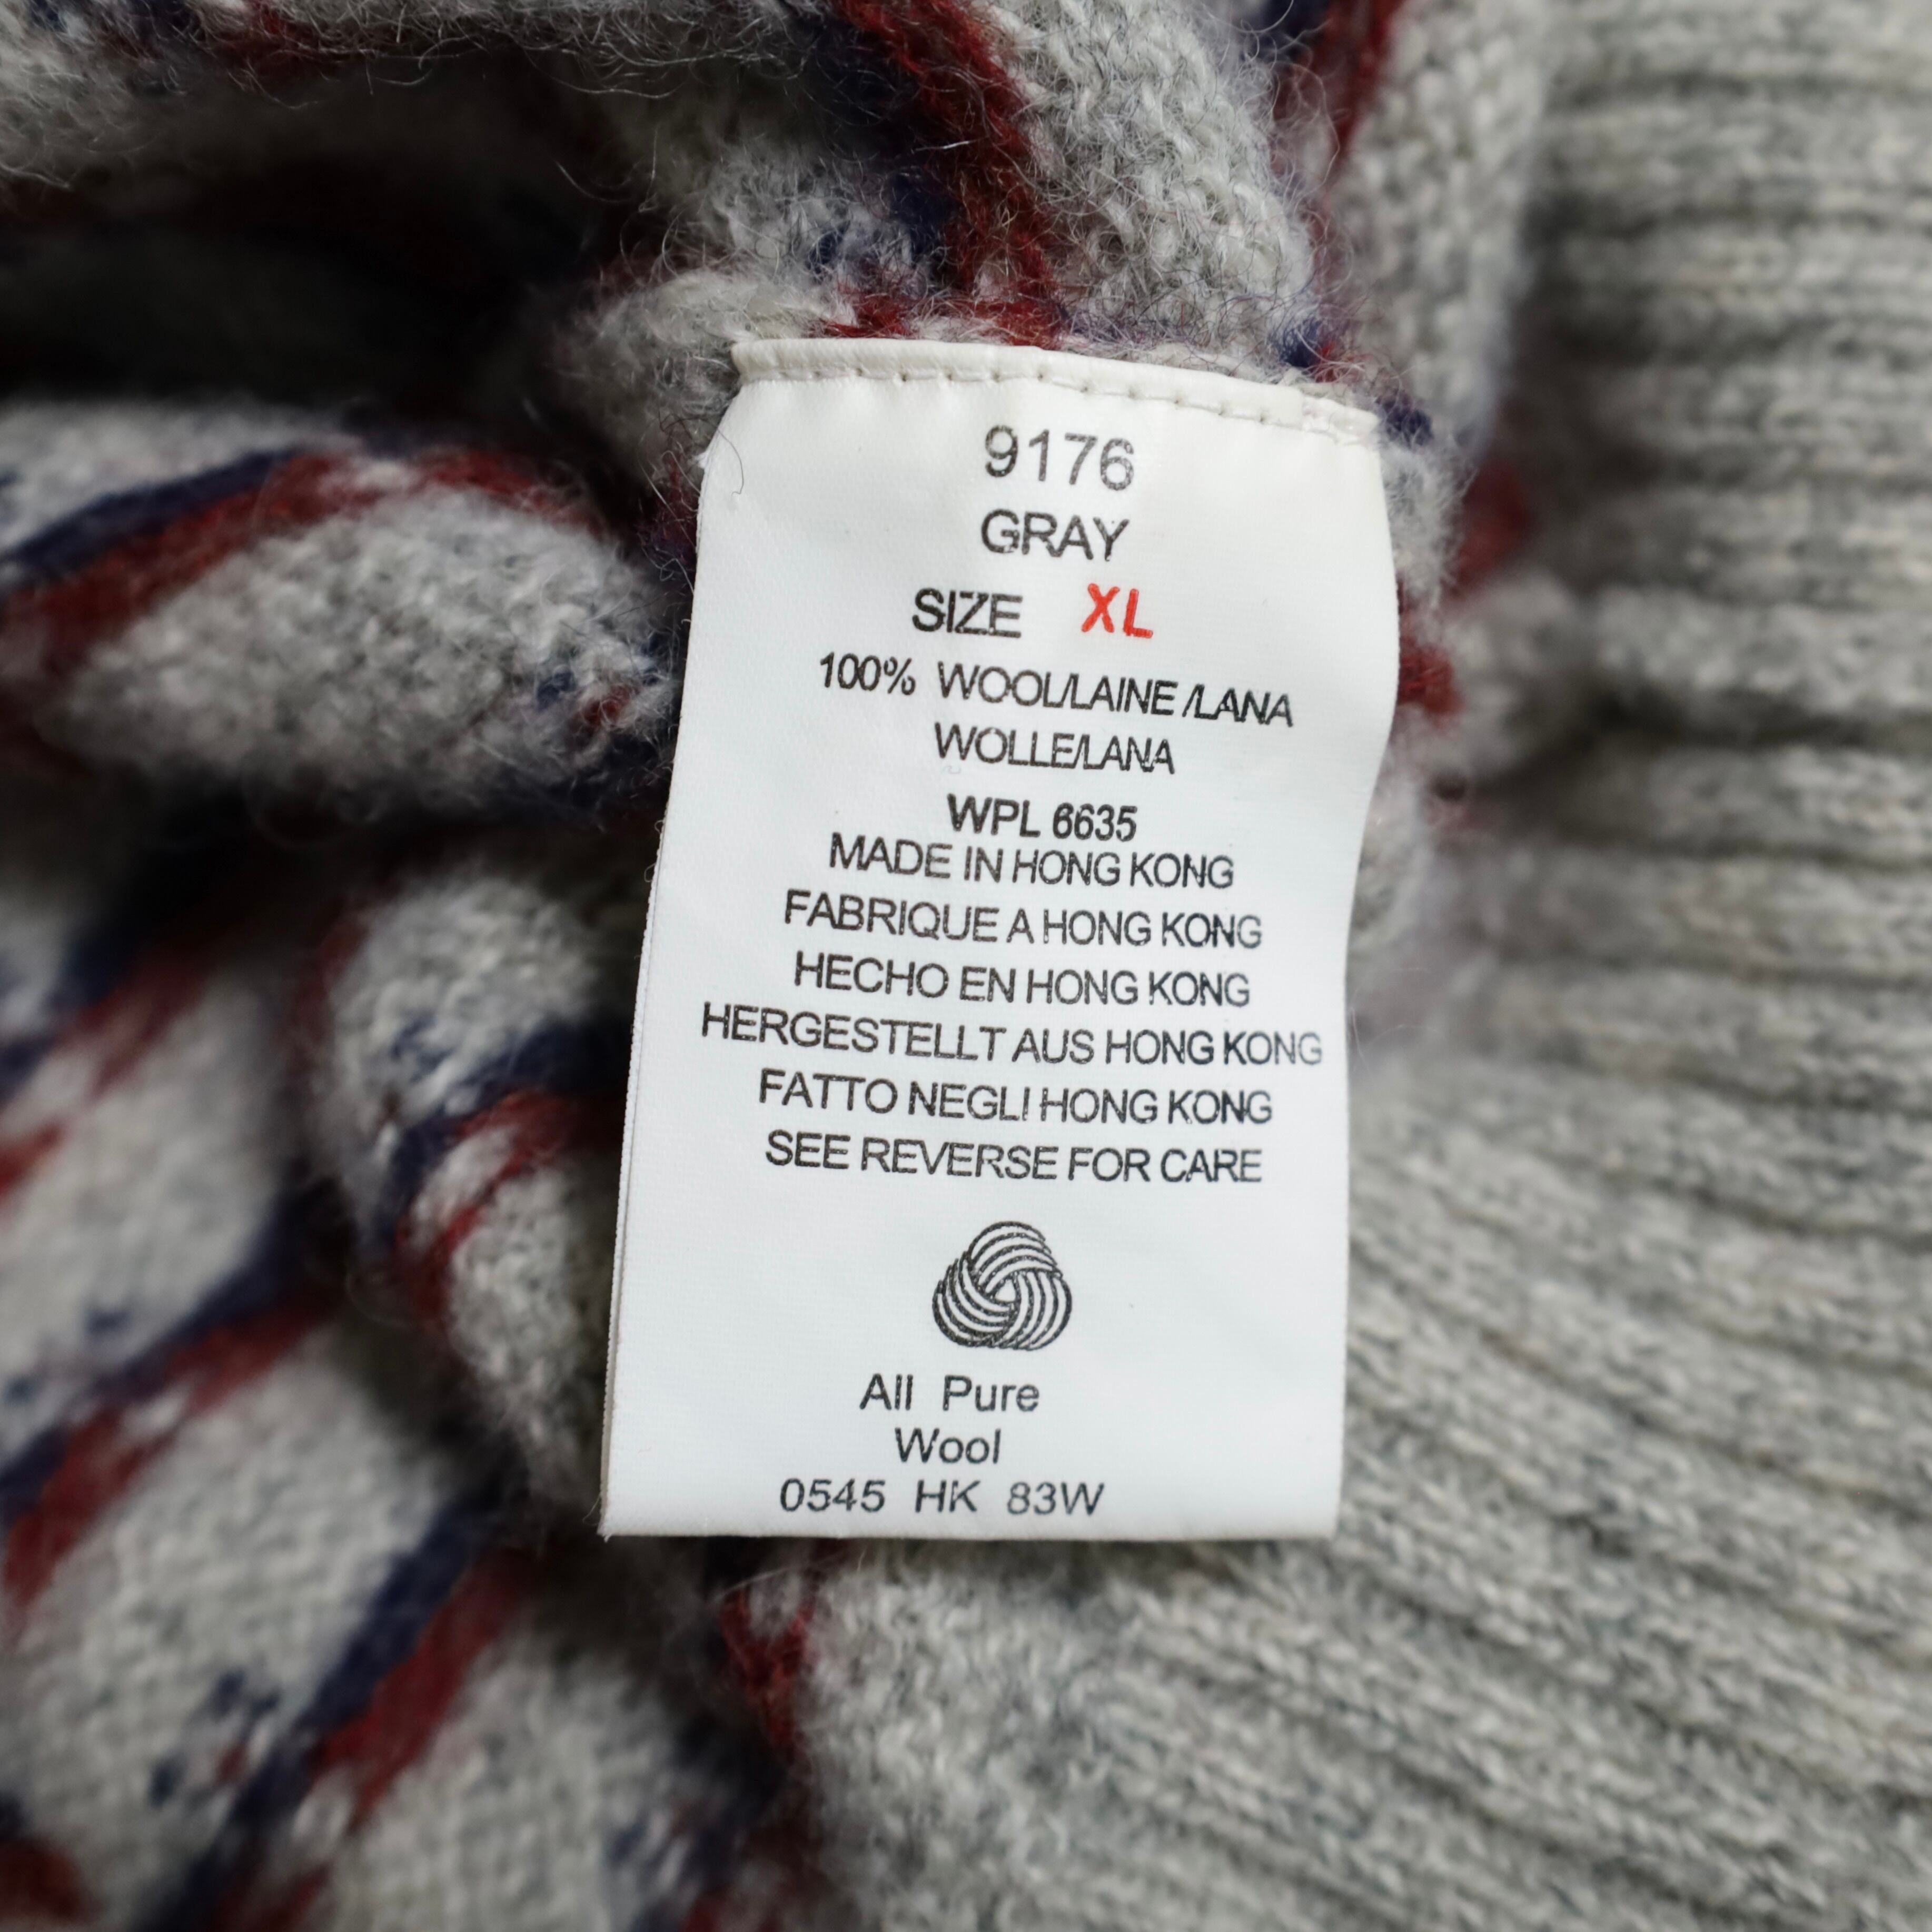 9176
GRAY
SIZE XL
100% WOOL/LAINE/LANA
WOLLE/LANA
WPL 6635
MADE IN HONG KONG
FABRIQUE A HONG KONG
HECHO EN HONG KONG
HERGESTELLT AUS HONG KONG
FATTO NEGLI HONG KONG
SEE REVERSE FOR CARE
All Pure
Wool
0545 HK 83W